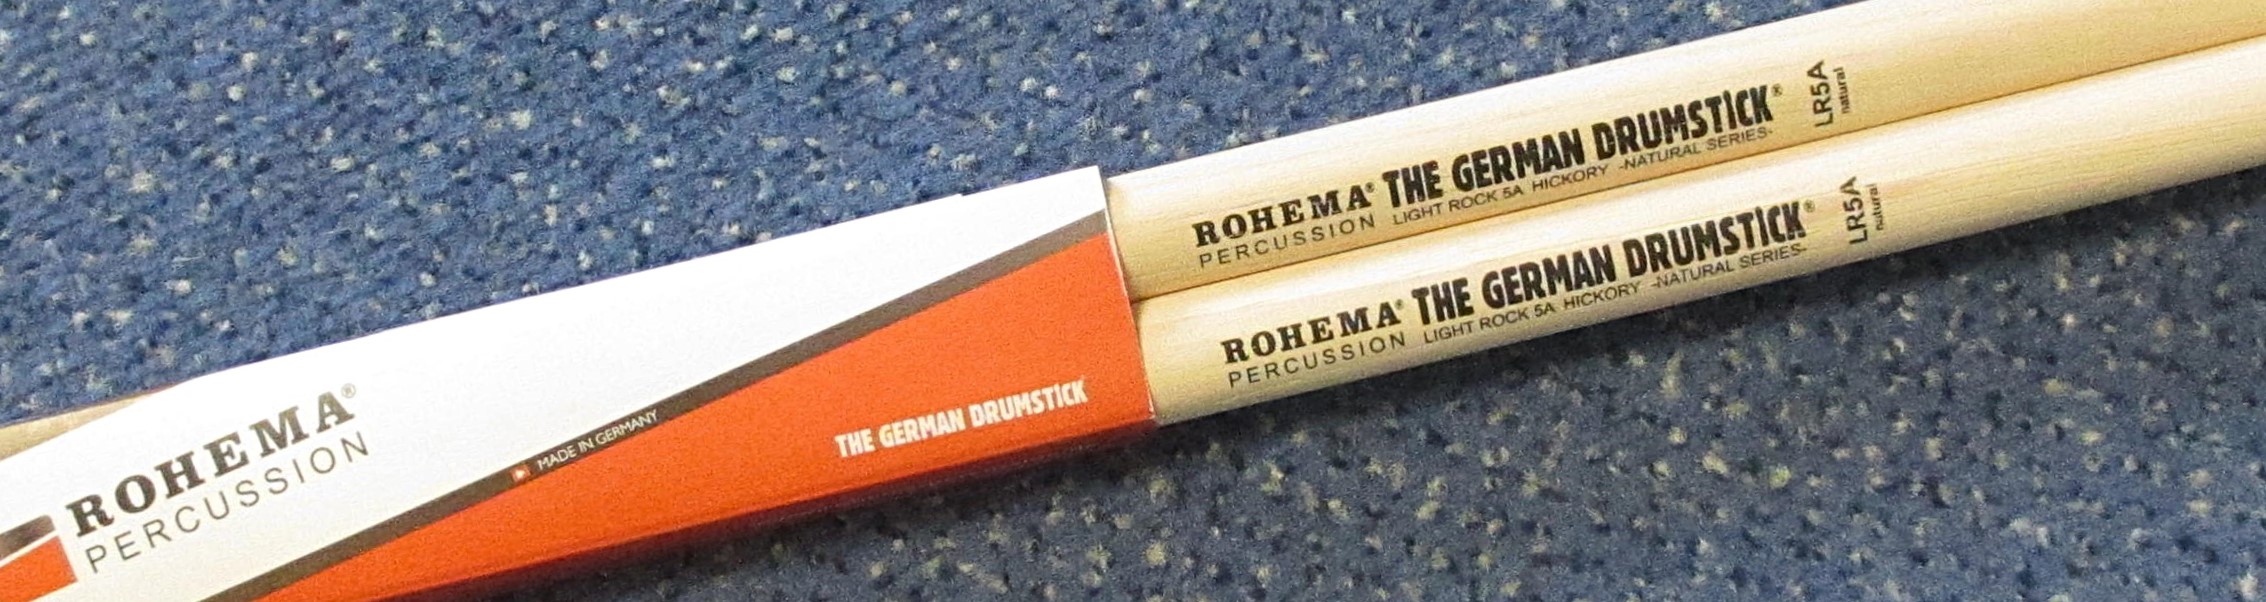 ROHEMA®
PERCUSSION
MADE IN GERMANY
THE GERMAN DRUMSTICK
ROHEMA® THE GERMAN DRUMSTICK®
PERCUSSION LIGHT ROCK 5A HICKORY -NATURAL SERIES-
LR5A
natural
ROHEMA® THE GERMAN DRUMSTICK®
PERCUSSION LIGHT ROCK 5A HICKORY -NATURAL SERIES-
LR5A
natural